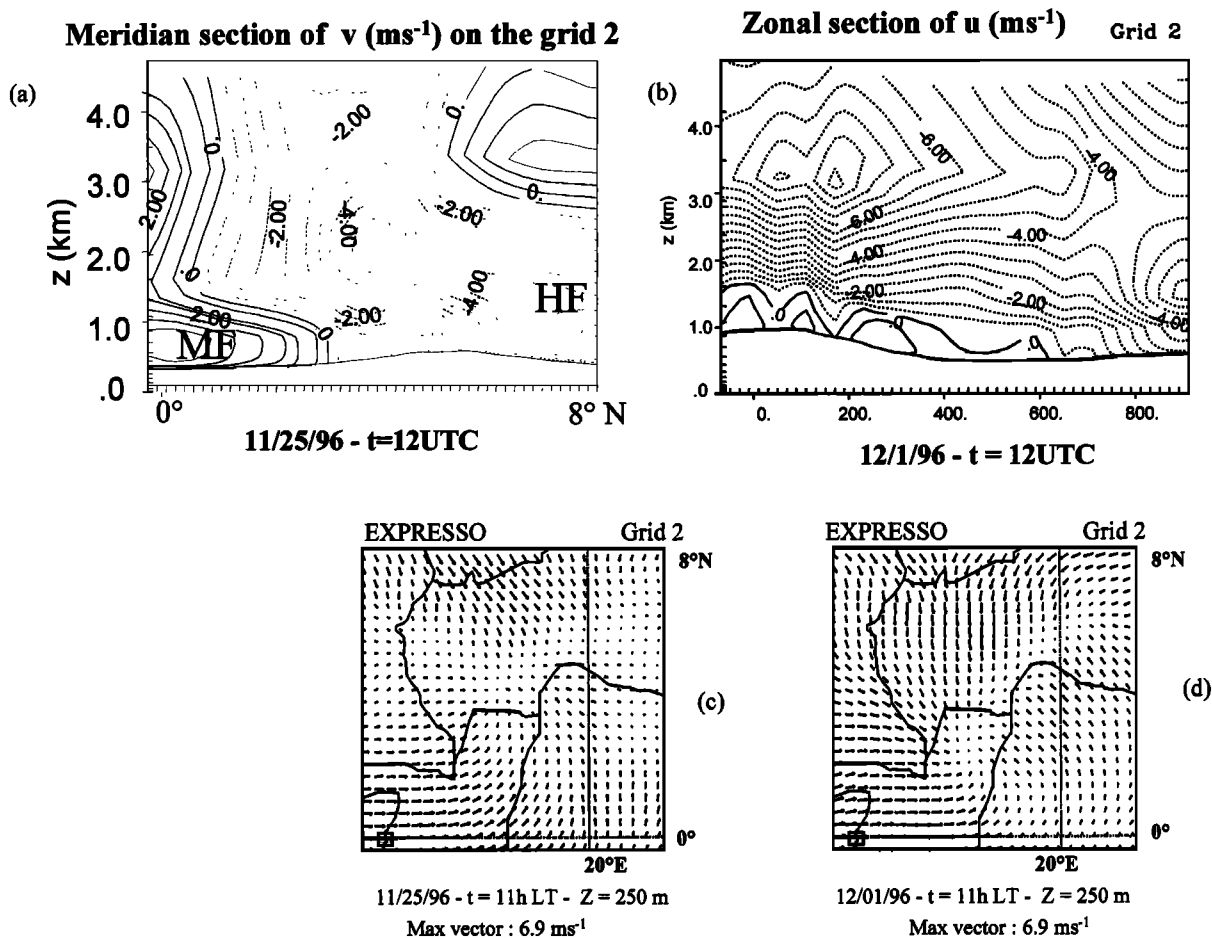 Meridian section of v (ms-1) on the grid 2
Zonal section of u (ms-1) Grid 2
(a)
(b)
z (km)
4.0
3.0
2.0
1.0
.0
0.
-2.00
0.
2.00
-2.00
-4.00
-2.00
0.
-4.00
HF
2.00
-2.00
0.
MF
0°
8° N
11/25/96 - t=12UTC
z (km)
4.0
3.0
2.0
1.0
.0
-6.00
-4.00
-6.00
-4.00
-4.00
-2.00
-2.00
-4.00
.0
.0
.0
0.
200.
400.
600.
800.
12/1/96 - t = 12UTC
EXPRESSO Grid 2
8°N
(c)
0°
20°E
11/25/96 - t = 11h LT - Z = 250 m
Max vector : 6.9 ms-1
EXPRESSO Grid 2
8°N
(d)
0°
20°E
12/01/96 - t = 11h LT - Z = 250 m
Max vector : 6.9 ms-1